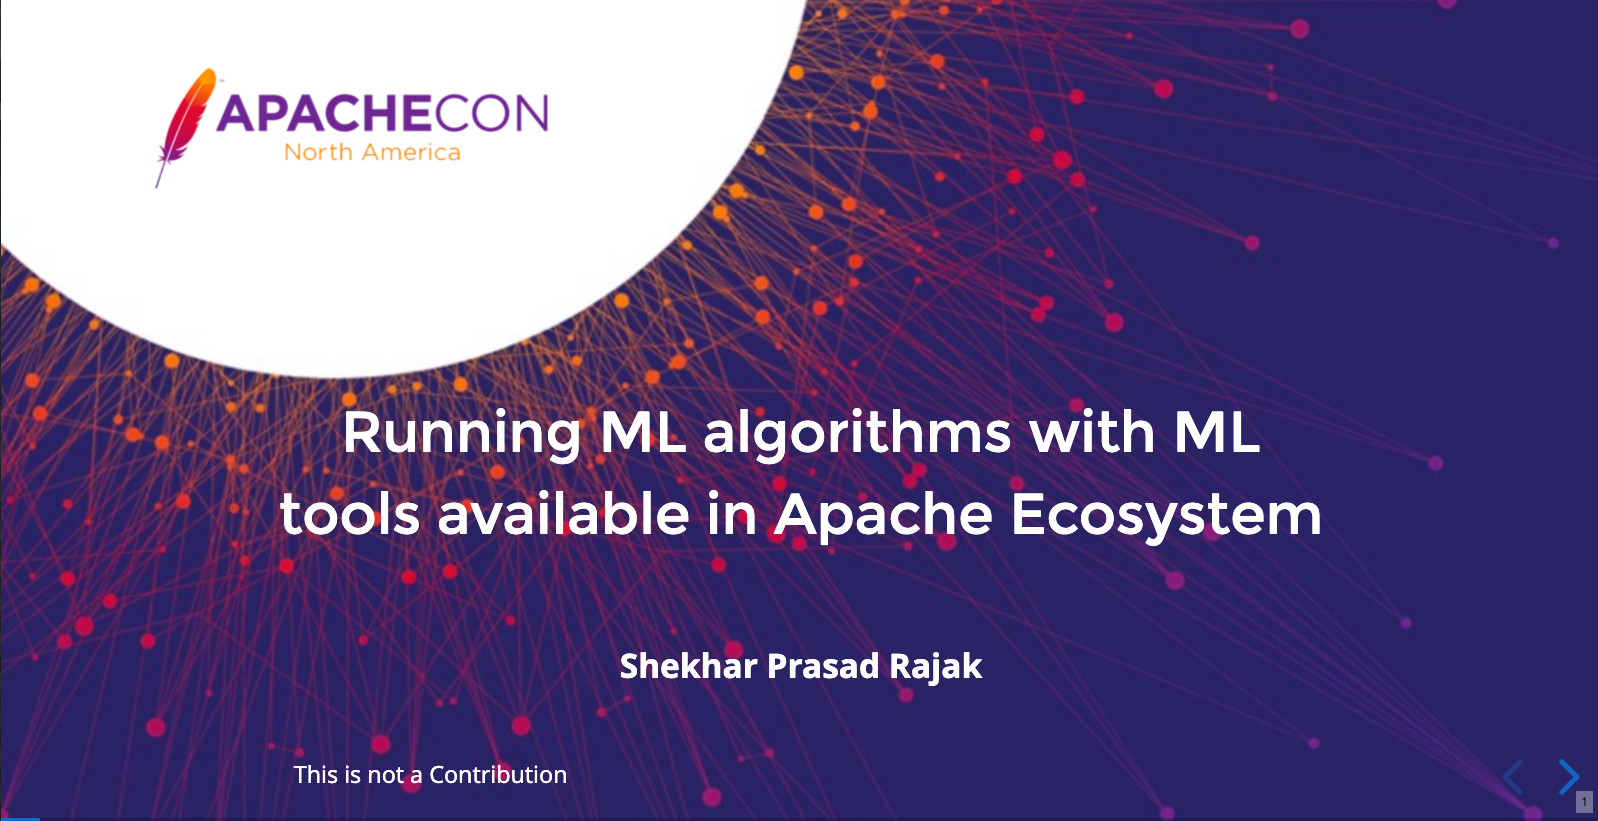 APACHECON
North America
Running ML algorithms with ML
tools available in Apache Ecosystem
Shekhar Prasad Rajak
This is not a Contribution
1